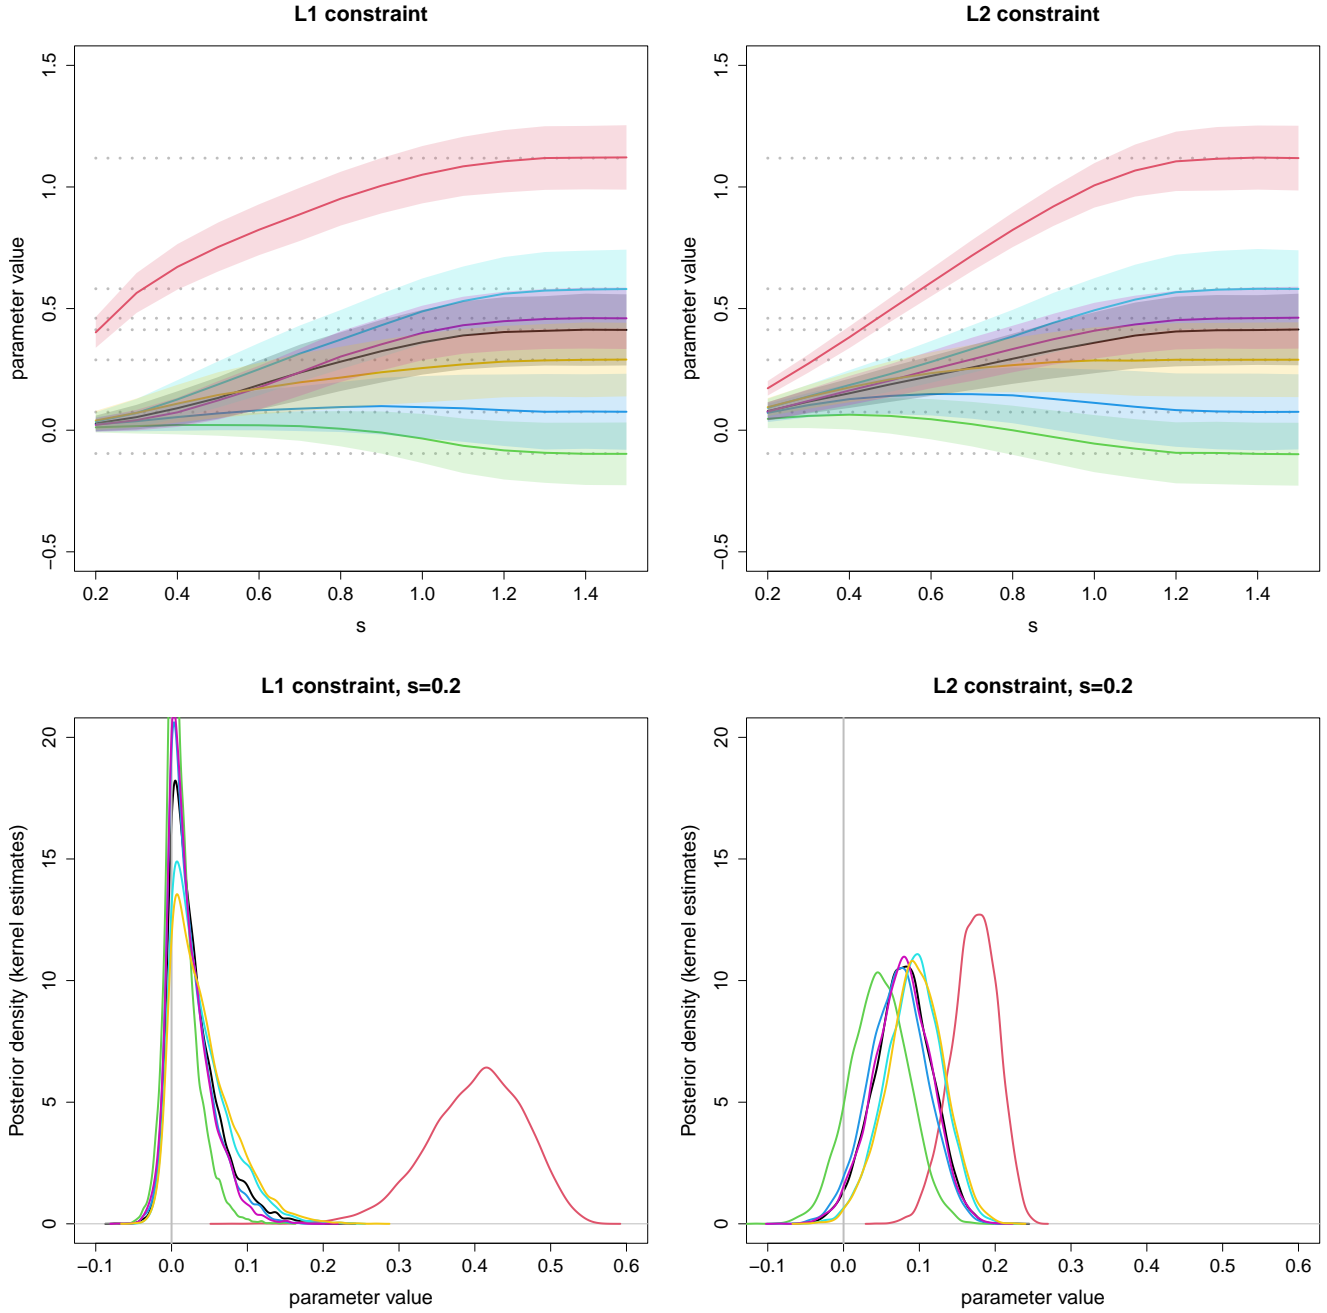 L1 constraint
parameter value
1.5
1.0
0.5
0.0
−0.5
0.2 0.4 0.6 0.8 1.0 1.2 1.4
s
L2 constraint
parameter value
1.5
1.0
0.5
0.0
−0.5
0.2 0.4 0.6 0.8 1.0 1.2 1.4
s
L1 constraint, s=0.2
Posterior density (kernel estimates)
20
15
10
5
0
−0.1 0.0 0.1 0.2 0.3 0.4 0.5 0.6
parameter value
L2 constraint, s=0.2
Posterior density (kernel estimates)
20
15
10
5
0
−0.1 0.0 0.1 0.2 0.3 0.4 0.5 0.6
parameter value